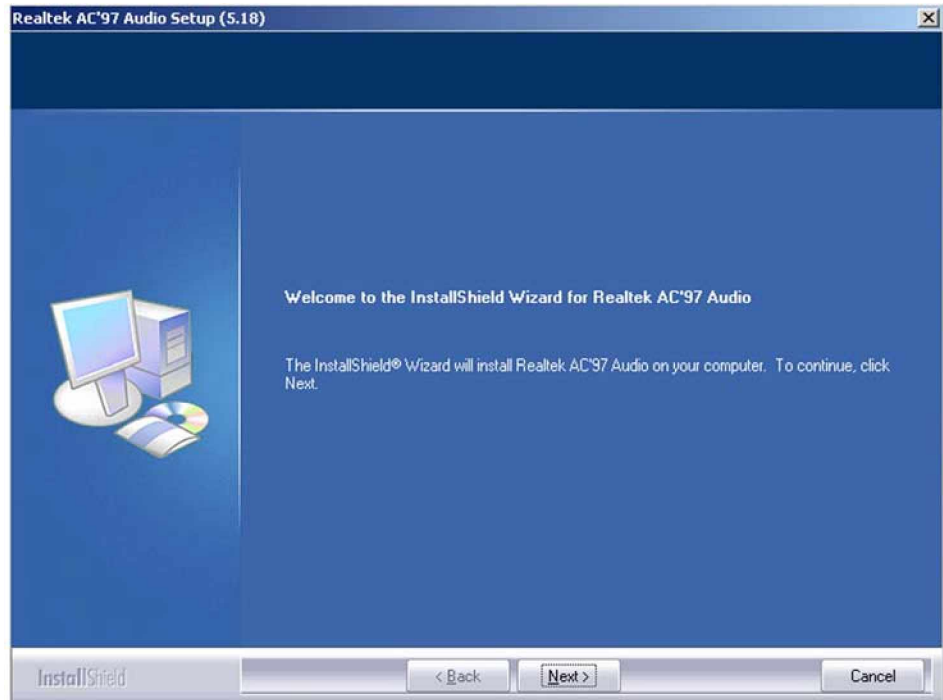 Realtek AC'97 Audio Setup (5.18)
Welcome to the InstallShield Wizard for Realtek AC'97 Audio
The InstallShield® Wizard will install Realtek AC'97 Audio on your computer. To continue, click
Next.
InstallShield
< Back
Next >
Cancel